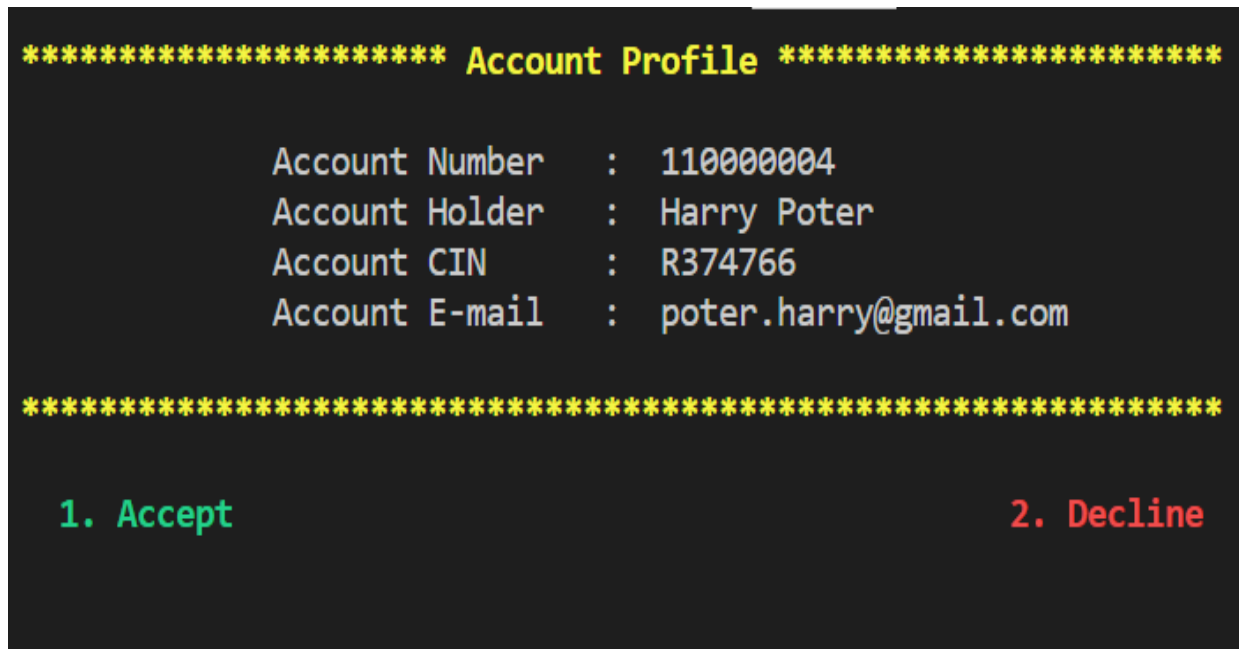 ********************** Account Profile ***********************
Account Number : 110000004
Account Holder : Harry Poter
Account CIN : R374766
Account E-mail : poter.harry@gmail.com
**************************************************************
1. Accept 2. Decline